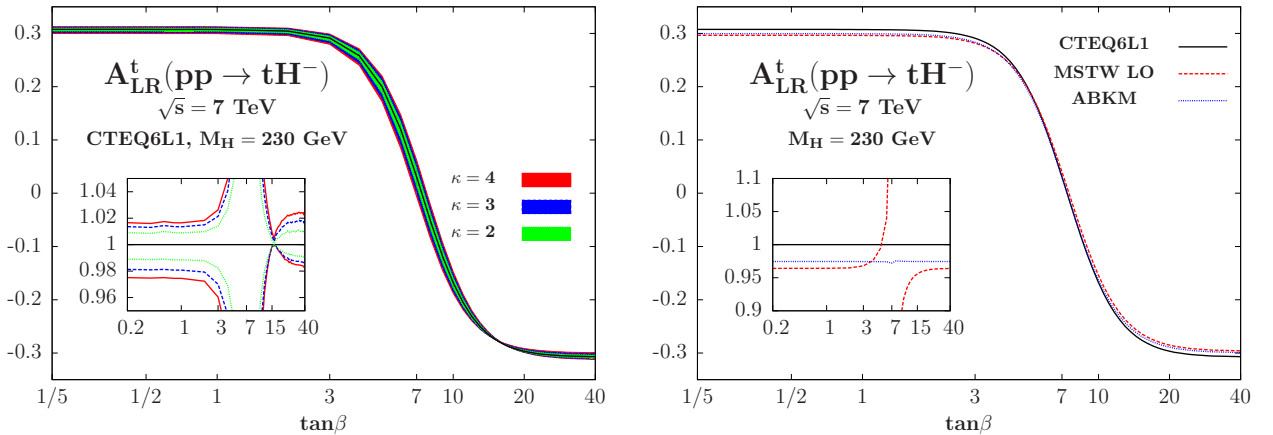 0.3
0.2
0.1
0
-0.1
-0.2
-0.3
A^t_LR(pp → tH⁻)
√s = 7 TeV
CTEQ6L1, M_H = 230 GeV
κ = 4
κ = 3
κ = 2
1.04
1.02
1
0.98
0.96
0.2 1 3 7 15 40
1/5 1/2 1 3 7 10 20 40
tanβ
0.3
0.2
0.1
0
-0.1
-0.2
-0.3
CTEQ6L1
MSTW LO
ABKM
A^t_LR(pp → tH⁻)
√s = 7 TeV
M_H = 230 GeV
1.1
1.05
1
0.95
0.9
0.2 1 3 7 15 40
1/5 1/2 1 3 7 10 20 40
tanβ